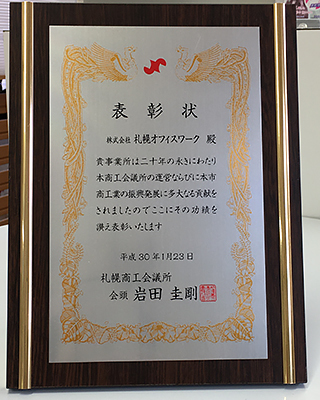 表彰状
株式会社 札幌オフィスワーク 殿
貴事業所は二十年の永きにわたり
本商工会議所の運営ならびに本市
商工業の振興発展に多大なる貢献を
されましたのでここにその功績を
讃え表彰いたします
平成30年1月23日
札幌商工会議所
会頭 岩田 圭剛